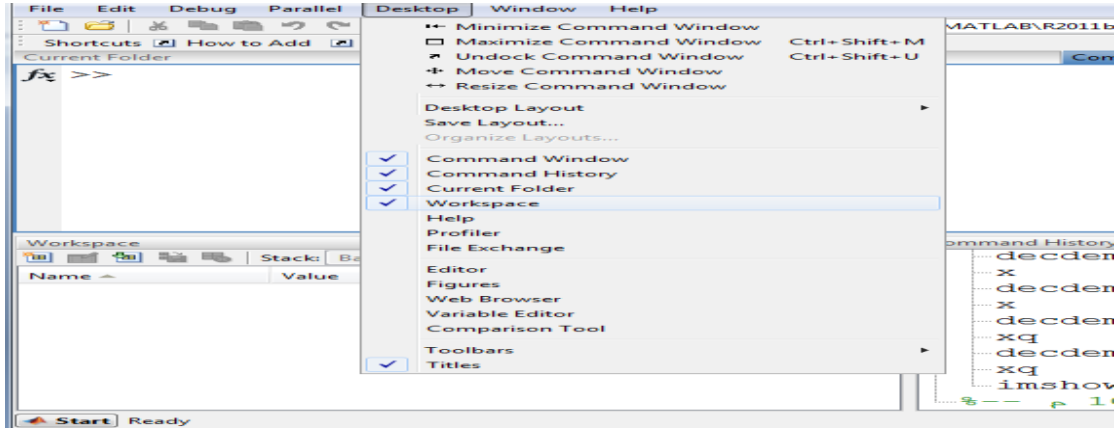 File Edit Debug Parallel Desktop Window Help
Minimize Command Window
MATLAB\R2011b
Shortcuts How to Add
Maximize Command Window Ctrl+Shift+M
Current Folder
Undock Command Window Ctrl+Shift+U
Com
fx >>
Move Command Window
Resize Command Window
Desktop Layout
Save Layout...
Organize Layouts...
Command Window
Command History
Current Folder
Workspace
Help
Profiler
File Exchange
Editor
Figures
Web Browser
Variable Editor
Comparison Tool
Toolbars
Titles
Workspace
Stack: Ba
Name Value
ommand History
decdem
x
decdem
x
decdem
xq
decdem
xq
imshow
%--
Start Ready